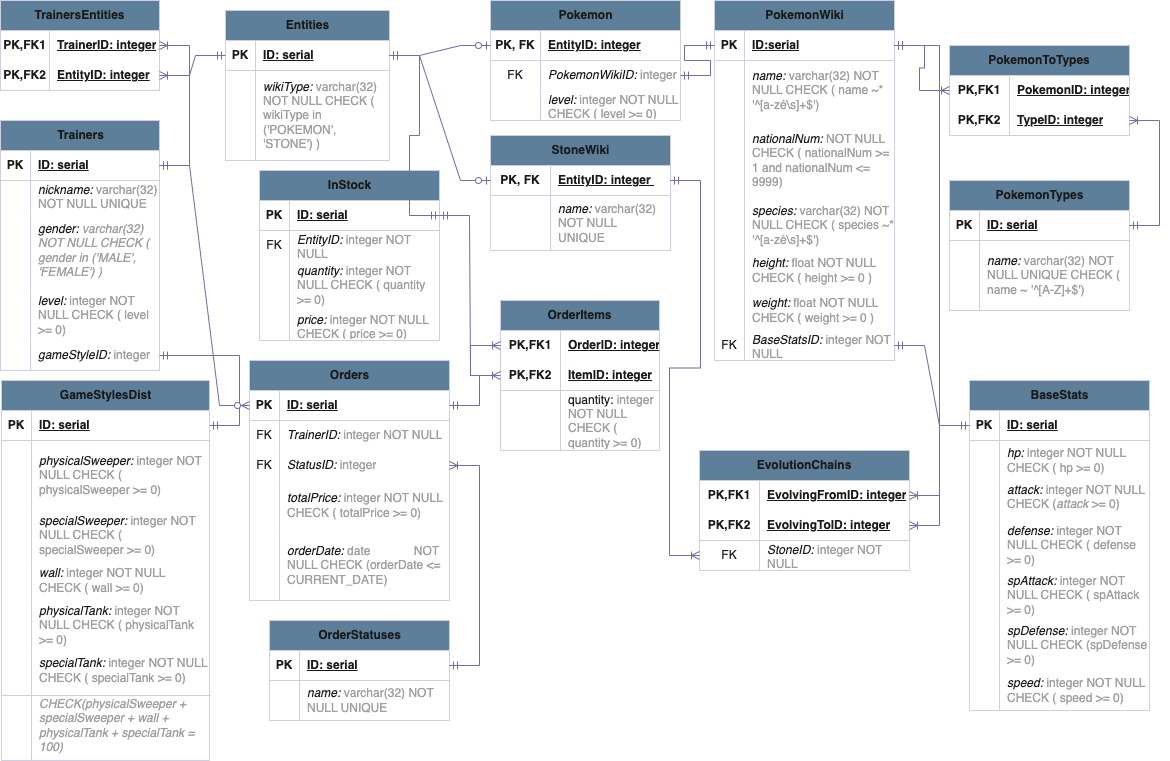 TrainersEntities
PK,FK1 TrainerID: integer
PK,FK2 EntityID: integer
Entities
PK ID: serial
wikiType: varchar(32)
NOT NULL CHECK (
wikiType in
('POKEMON',
'STONE') )
Pokemon
PK, FK EntityID: integer
FK PokemonWikiID: integer
level: integer NOT NULL
CHECK ( level >= 0)
PokemonWiki
PK ID:serial
name: varchar(32) NOT
NULL CHECK ( name ~*
'^[a-zé\s]+$')
nationalNum: NOT NULL
CHECK ( nationalNum >=
1 and nationalNum <=
9999)
species: varchar(32) NOT
NULL CHECK ( species ~*
'^[a-zé\s]+$')
height: float NOT NULL
CHECK ( height >= 0 )
weight: float NOT NULL
CHECK ( weight >= 0 )
FK BaseStatsID: integer NOT
NULL
PokemonToTypes
PK,FK1 PokemonID: integer
PK,FK2 TypeID: integer
Trainers
PK ID: serial
nickname: varchar(32)
NOT NULL UNIQUE
gender: varchar(32)
NOT NULL CHECK (
gender in ('MALE',
'FEMALE') )
level: integer NOT
NULL CHECK ( level
>= 0)
gameStyleID: integer
InStock
PK ID: serial
FK EntityID: integer NOT
NULL
quantity: integer NOT
NULL CHECK ( quantity
>= 0)
price: integer NOT NULL
CHECK ( price >= 0)
StoneWiki
PK, FK EntityID: integer
name: varchar(32)
NOT NULL
UNIQUE
PokemonTypes
PK ID: serial
name: varchar(32) NOT
NULL UNIQUE CHECK (
name ~ '^[A-Z]+$')
OrderItems
PK,FK1 OrderID: integer
PK,FK2 ItemID: integer
quantity: integer
NOT NULL
CHECK (
quantity >= 0)
GameStylesDist
PK ID: serial
physicalSweeper: integer NOT
NULL CHECK (
physicalSweeper >= 0)
specialSweeper: integer NOT
NULL CHECK (
specialSweeper >= 0)
wall: integer NOT NULL
CHECK ( wall >= 0)
physicalTank: integer NOT
NULL CHECK ( physicalTank
>= 0)
specialTank: integer NOT NULL
CHECK ( specialTank >= 0)
CHECK(physicalSweeper +
specialSweeper + wall +
physicalTank + specialTank =
100)
Orders
PK ID: serial
FK TrainerID: integer NOT NULL
FK StatusID: integer
totalPrice: integer NOT NULL
CHECK ( totalPrice >= 0)
orderDate: date NOT
NULL CHECK (orderDate <=
CURRENT_DATE)
OrderStatuses
PK ID: serial
name: varchar(32) NOT
NULL UNIQUE
EvolutionChains
PK,FK1 EvolvingFromID: integer
PK,FK2 EvolvingToID: integer
FK StoneID: integer NOT
NULL
BaseStats
PK ID: serial
hp: integer NOT NULL
CHECK ( hp >= 0)
attack: integer NOT NULL
CHECK (attack >= 0)
defense: integer NOT
NULL CHECK ( defense
>= 0)
spAttack: integer NOT
NULL CHECK ( spAttack
>= 0)
spDefense: integer NOT
NULL CHECK (spDefense
>= 0)
speed: integer NOT NULL
CHECK ( speed >= 0)